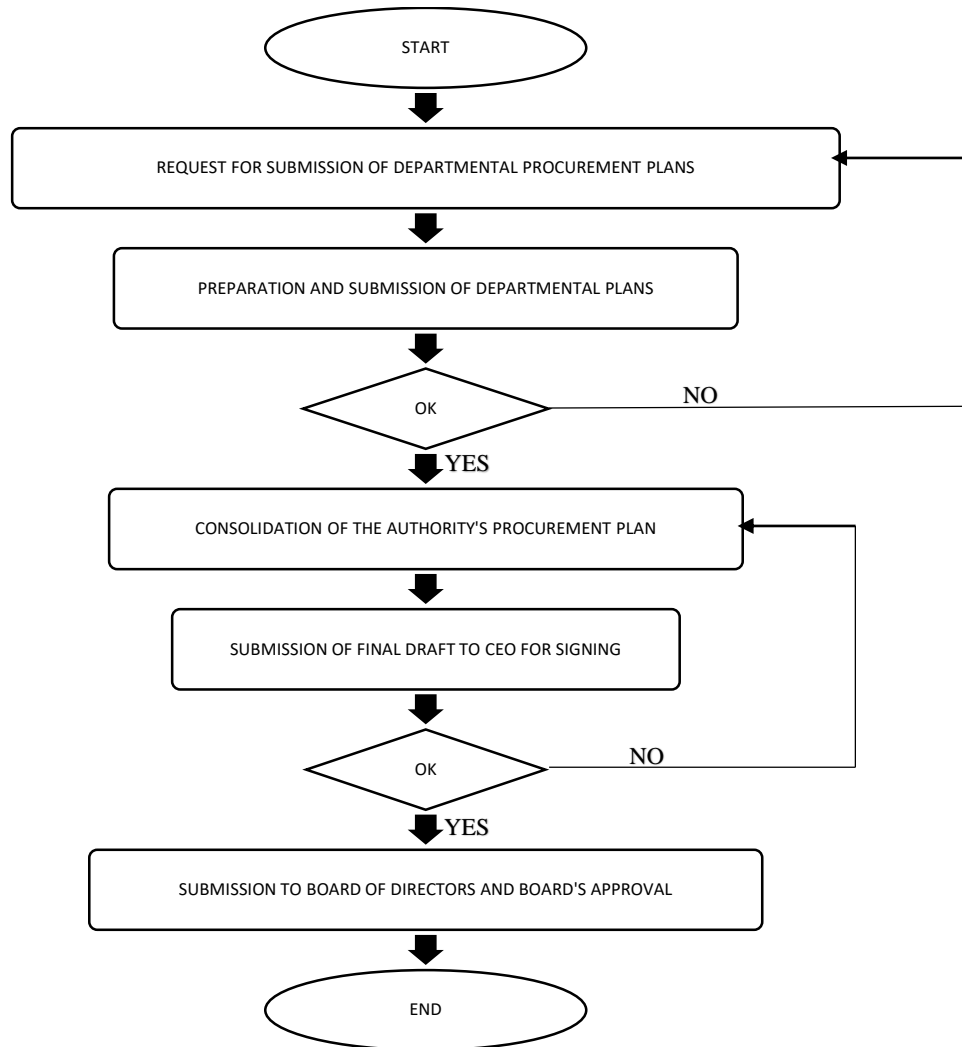 START
REQUEST FOR SUBMISSION OF DEPARTMENTAL PROCUREMENT PLANS
PREPARATION AND SUBMISSION OF DEPARTMENTAL PLANS
OK
NO
YES
CONSOLIDATION OF THE AUTHORITY'S PROCUREMENT PLAN
SUBMISSION OF FINAL DRAFT TO CEO FOR SIGNING
OK
NO
YES
SUBMISSION TO BOARD OF DIRECTORS AND BOARD'S APPROVAL
END